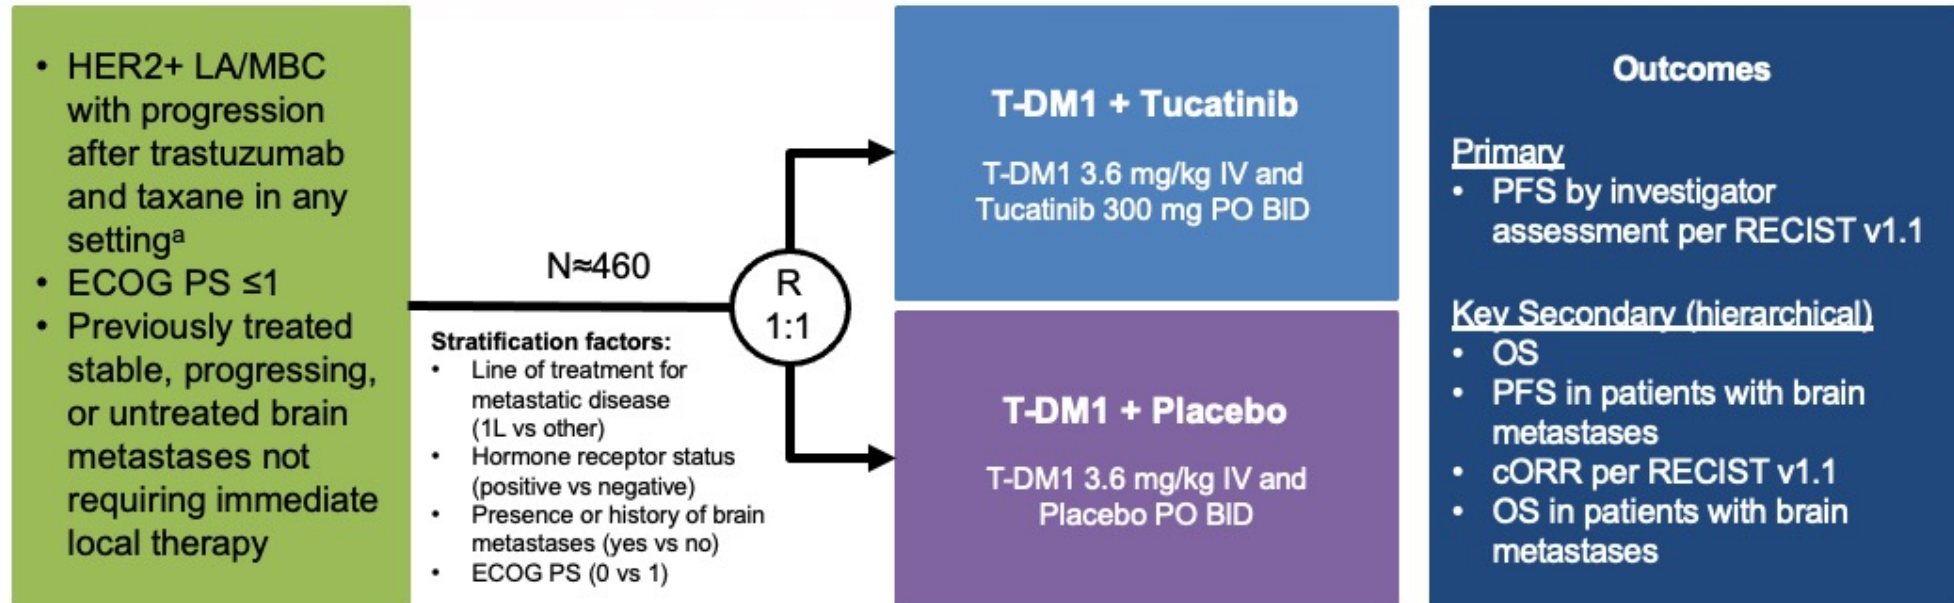 • HER2+ LA/MBC
with progression
after trastuzumab
and taxane in any
settingᵃ
• ECOG PS ≤1
• Previously treated
stable, progressing,
or untreated brain
metastases not
requiring immediate
local therapy
N≈460
R
1:1
Stratification factors:
• Line of treatment for
metastatic disease
(1L vs other)
• Hormone receptor status
(positive vs negative)
• Presence or history of brain
metastases (yes vs no)
• ECOG PS (0 vs 1)
T-DM1 + Tucatinib
T-DM1 3.6 mg/kg IV and
Tucatinib 300 mg PO BID
T-DM1 + Placebo
T-DM1 3.6 mg/kg IV and
Placebo PO BID
Outcomes
Primary
• PFS by investigator
assessment per RECIST v1.1
Key Secondary (hierarchical)
• OS
• PFS in patients with brain
metastases
• cORR per RECIST v1.1
• OS in patients with brain
metastases